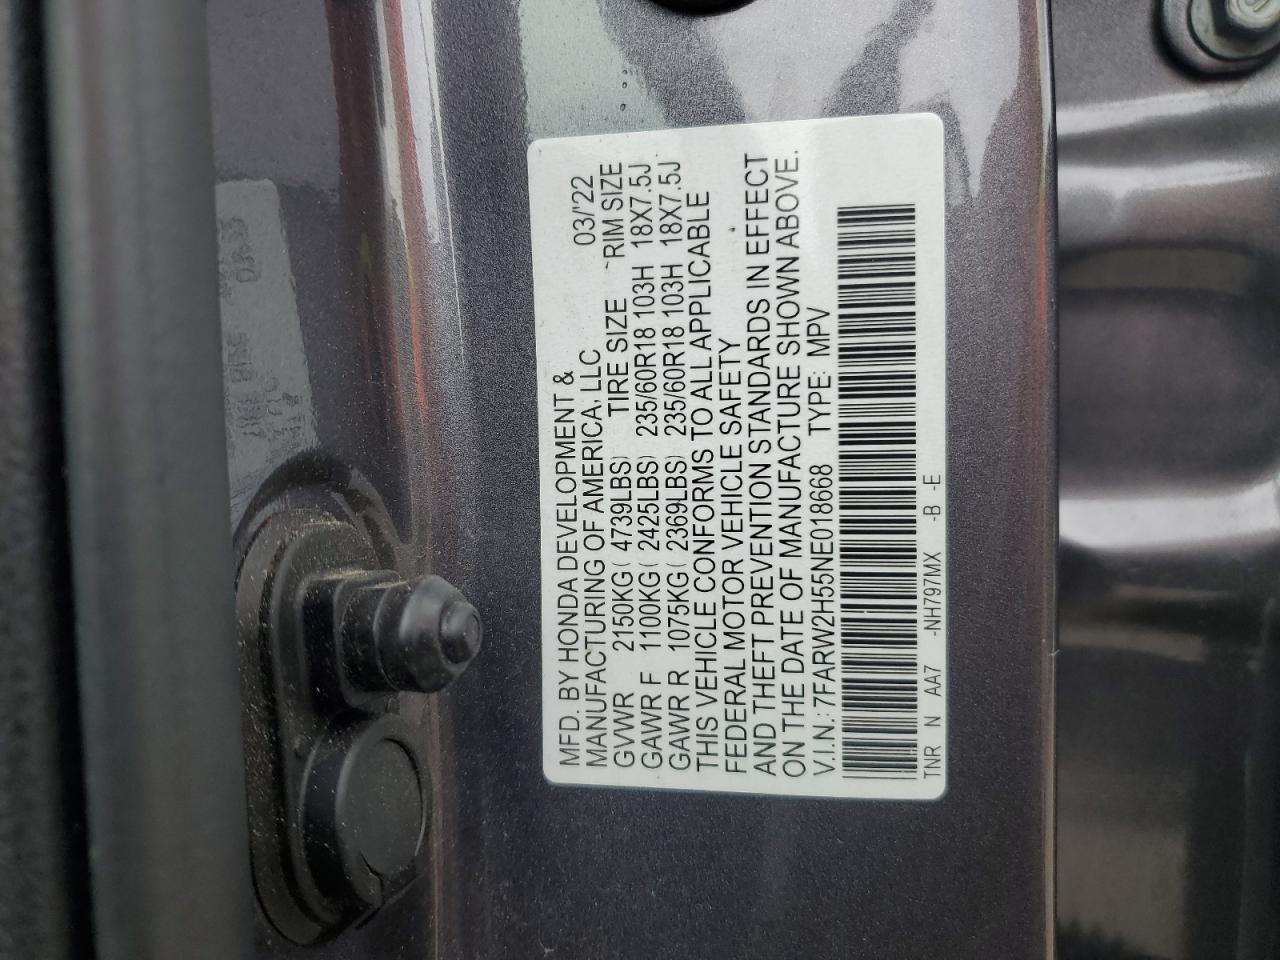 MFD. BY HONDA DEVELOPMENT &
MANUFACTURING OF AMERICA, LLC 03/'22
GVWR 2150KG( 4739LBS) TIRE SIZE RIM SIZE
GAWR F 1100KG( 2425LBS) 235/60R18 103H 18X7.5J
GAWR R 1075KG( 2369LBS) 235/60R18 103H 18X7.5J
THIS VEHICLE CONFORMS TO ALL APPLICABLE
FEDERAL MOTOR VEHICLE SAFETY
AND THEFT PREVENTION STANDARDS IN EFFECT
ON THE DATE OF MANUFACTURE SHOWN ABOVE.
V.I.N.: 7FARW2H55NE018668 TYPE: MPV
TNR N AA7 -NH797MX -B -E